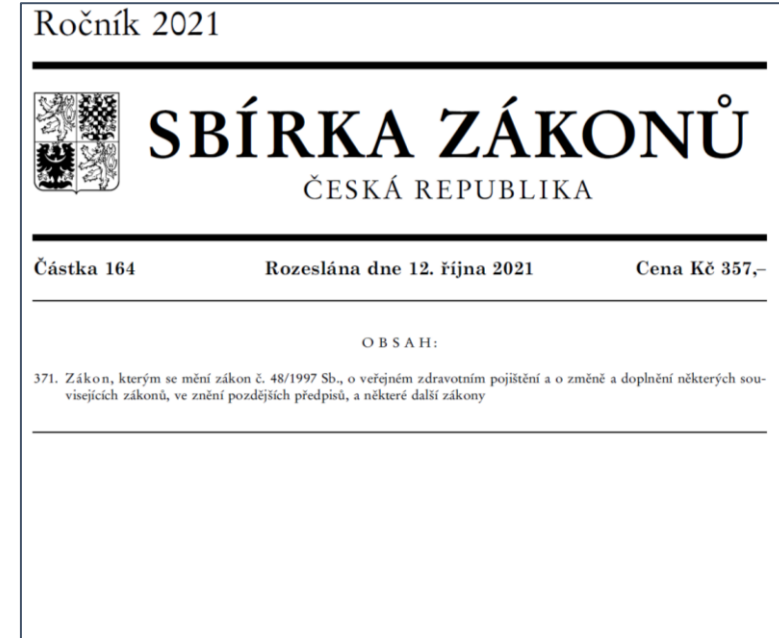 Ročník 2021
SBÍRKA ZÁKONŮ
ČESKÁ REPUBLIKA
Částka 164 Rozeslána dne 12. října 2021 Cena Kč 357,–
O B S A H :
371. Zákon, kterým se mění zákon č. 48/1997 Sb., o veřejném zdravotním pojištění a o změně a doplnění některých sou-
visejících zákonů, ve znění pozdějších předpisů, a některé další zákony